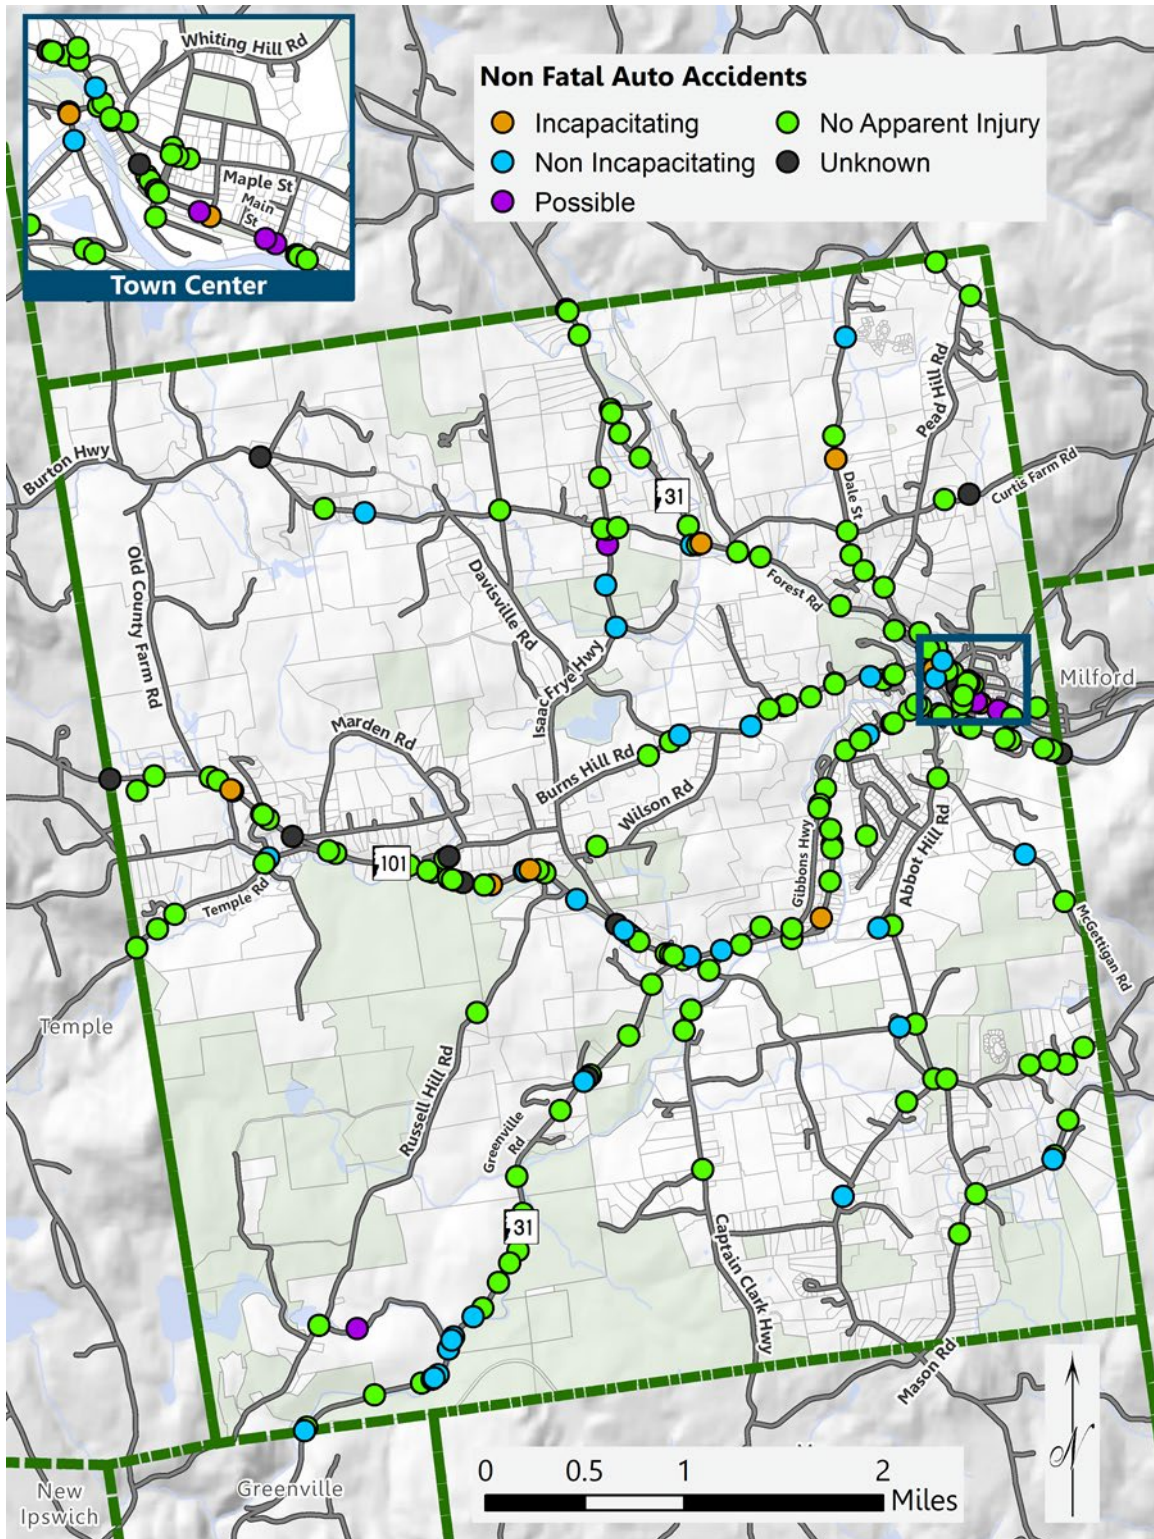 Whiting Hill Rd
Maple St
Main
St
Town Center
Non Fatal Auto Accidents
Incapacitating
No Apparent Injury
Non Incapacitating
Unknown
Possible
Burton Hwy
Pead Hill Rd
Curtis Farm Rd
Dale St
31
Old County Farm Rd
Davisville Rd
Forest Rd
Isaac Frye Hwy
Milford
Marden Rd
Burns Hill Rd
Wilson Rd
101
Gibbons Hwy
Abbot Hill Rd
Temple Rd
McGettigan Rd
Temple
Russell Hill Rd
Greenville
Rd
31
Captain Clark Hwy
Mason Rd
N
0 0.5 1 2
Miles
Greenville
New
Ipswich